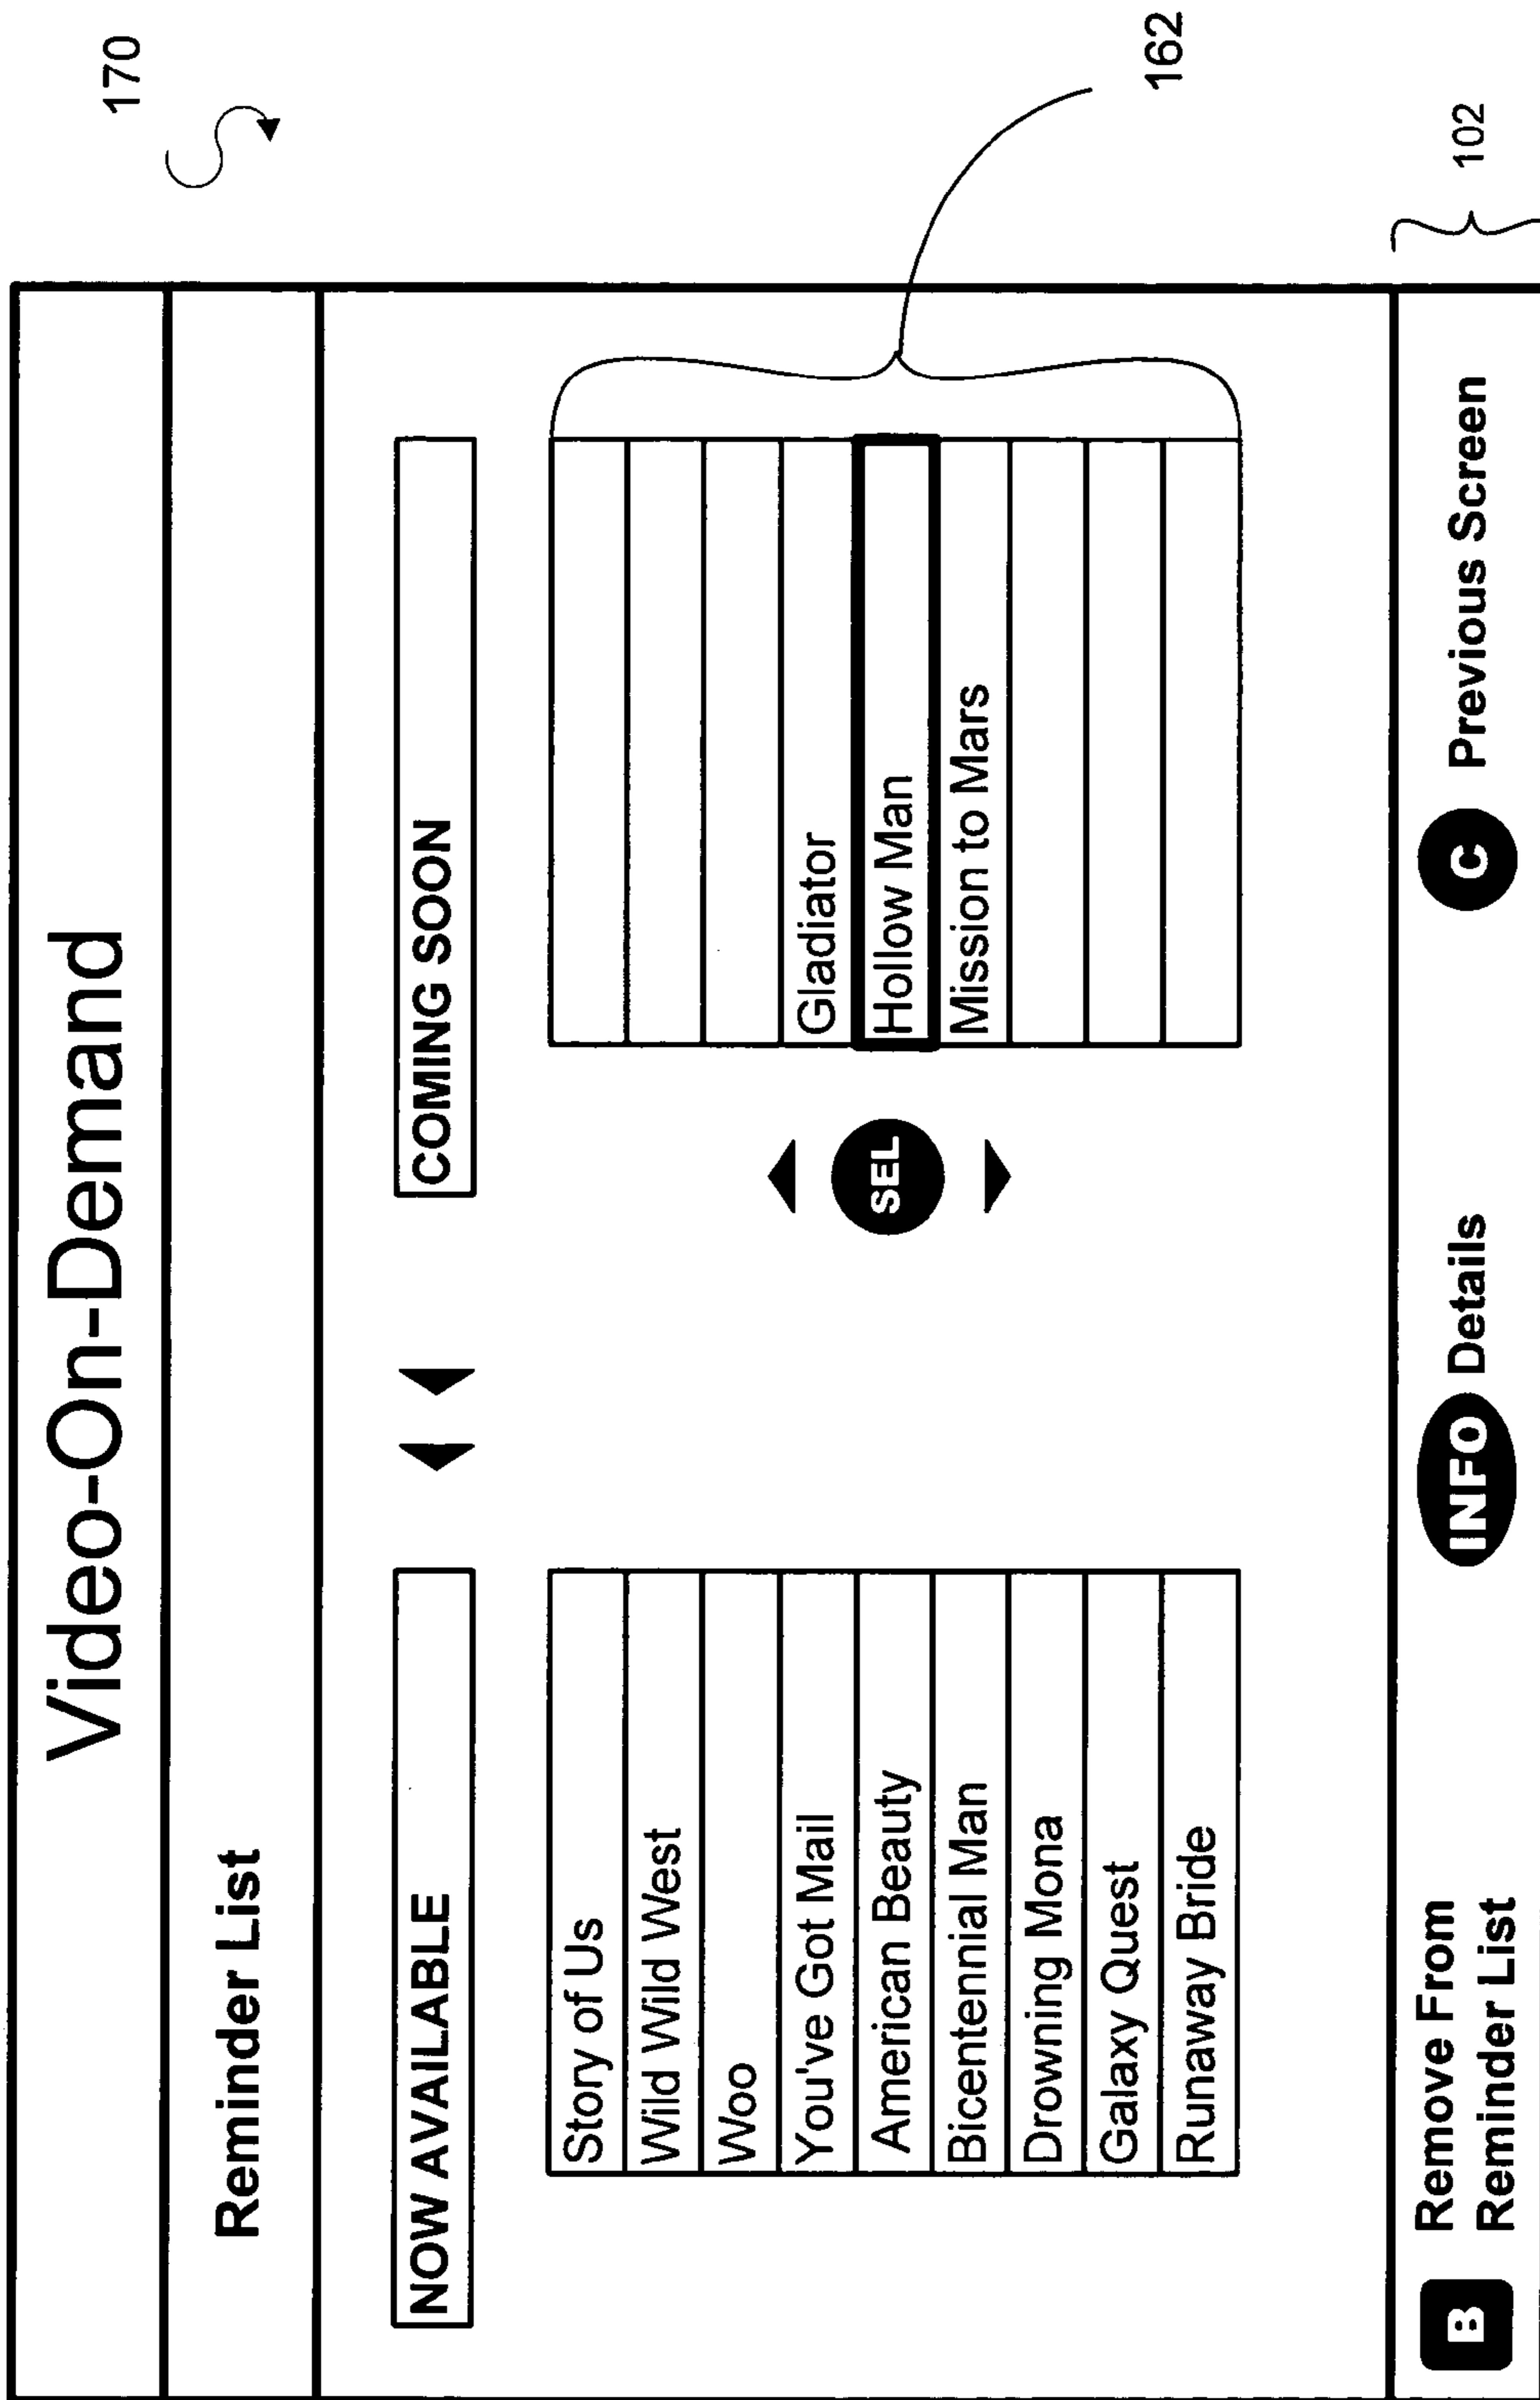 170
Video-On-Demand
Reminder List
NOW AVAILABLE
COMING SOON
Story of Us
Wild Wild West
Woo
You've Got Mail
American Beauty
Bicentennial Man
Drowning Mona
Galaxy Quest
Runaway Bride
SEL
Gladiator
Hollow Man
Mission to Mars
162
B Remove From
Reminder List
INFO Details
C Previous Screen
102